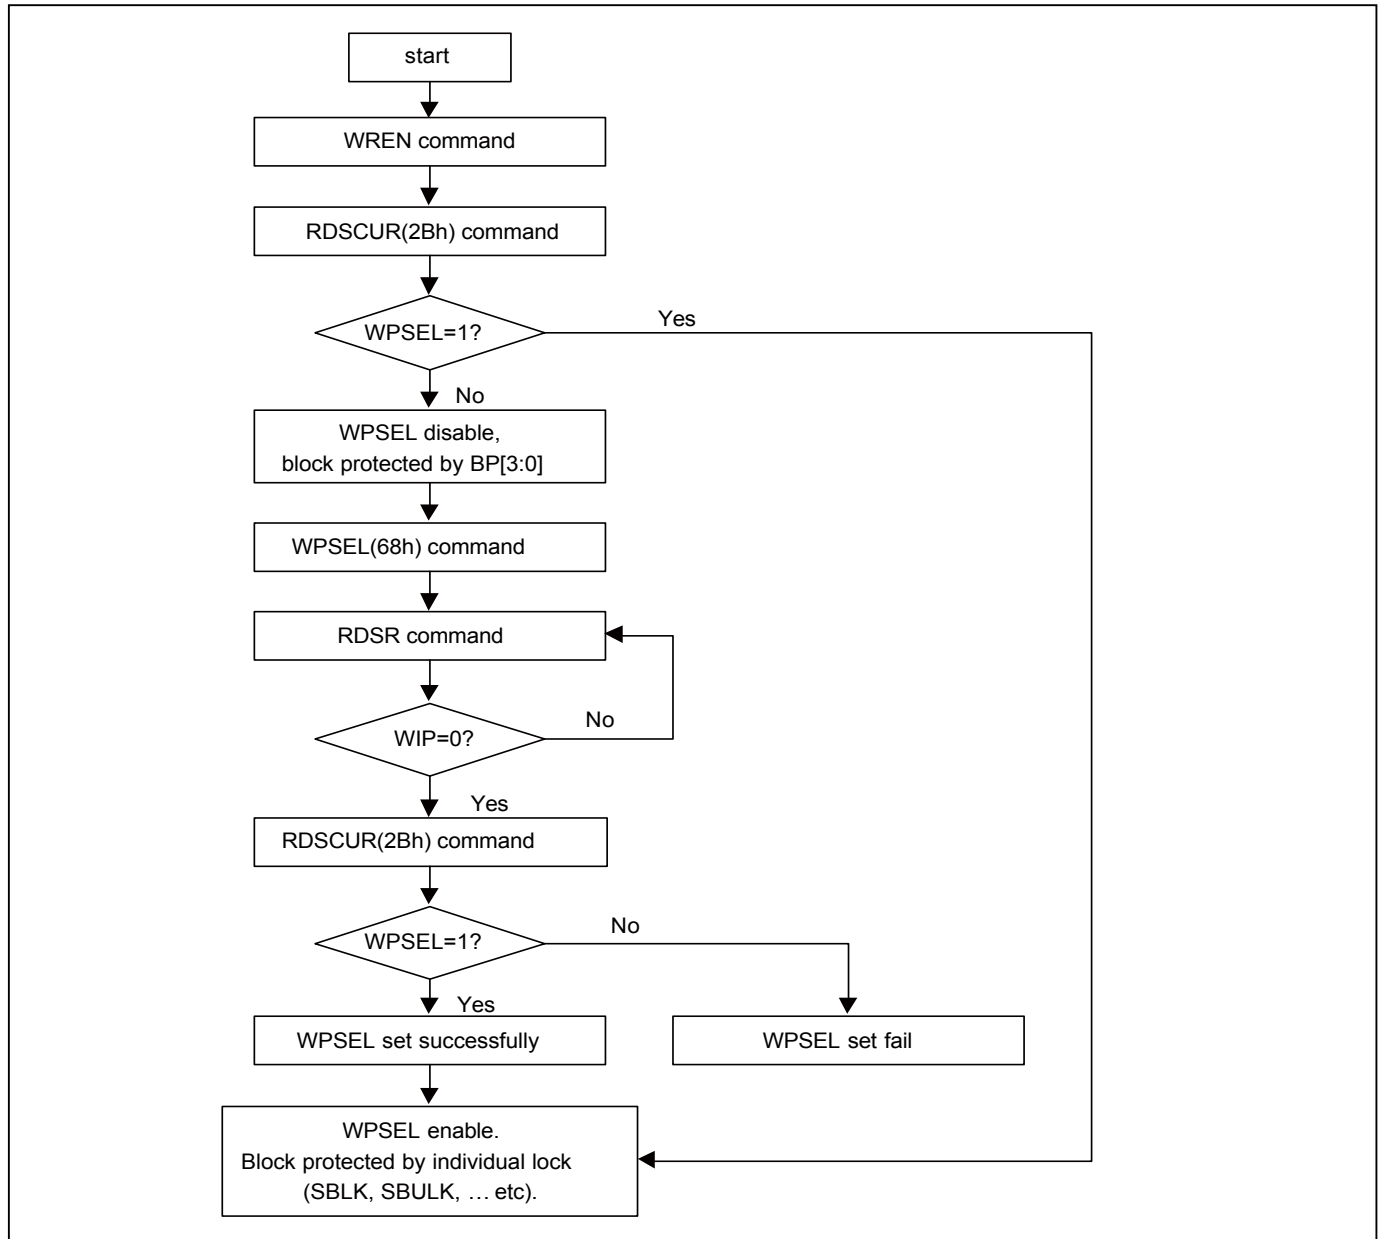 start
WREN command
RDSCUR(2Bh) command
WPSEL=1?
Yes
No
WPSEL disable,
block protected by BP[3:0]
WPSEL(68h) command
RDSR command
WIP=0?
No
Yes
RDSCUR(2Bh) command
WPSEL=1?
No
Yes
WPSEL set successfully
WPSEL set fail
WPSEL enable.
Block protected by individual lock
(SBLK, SBULK, … etc).